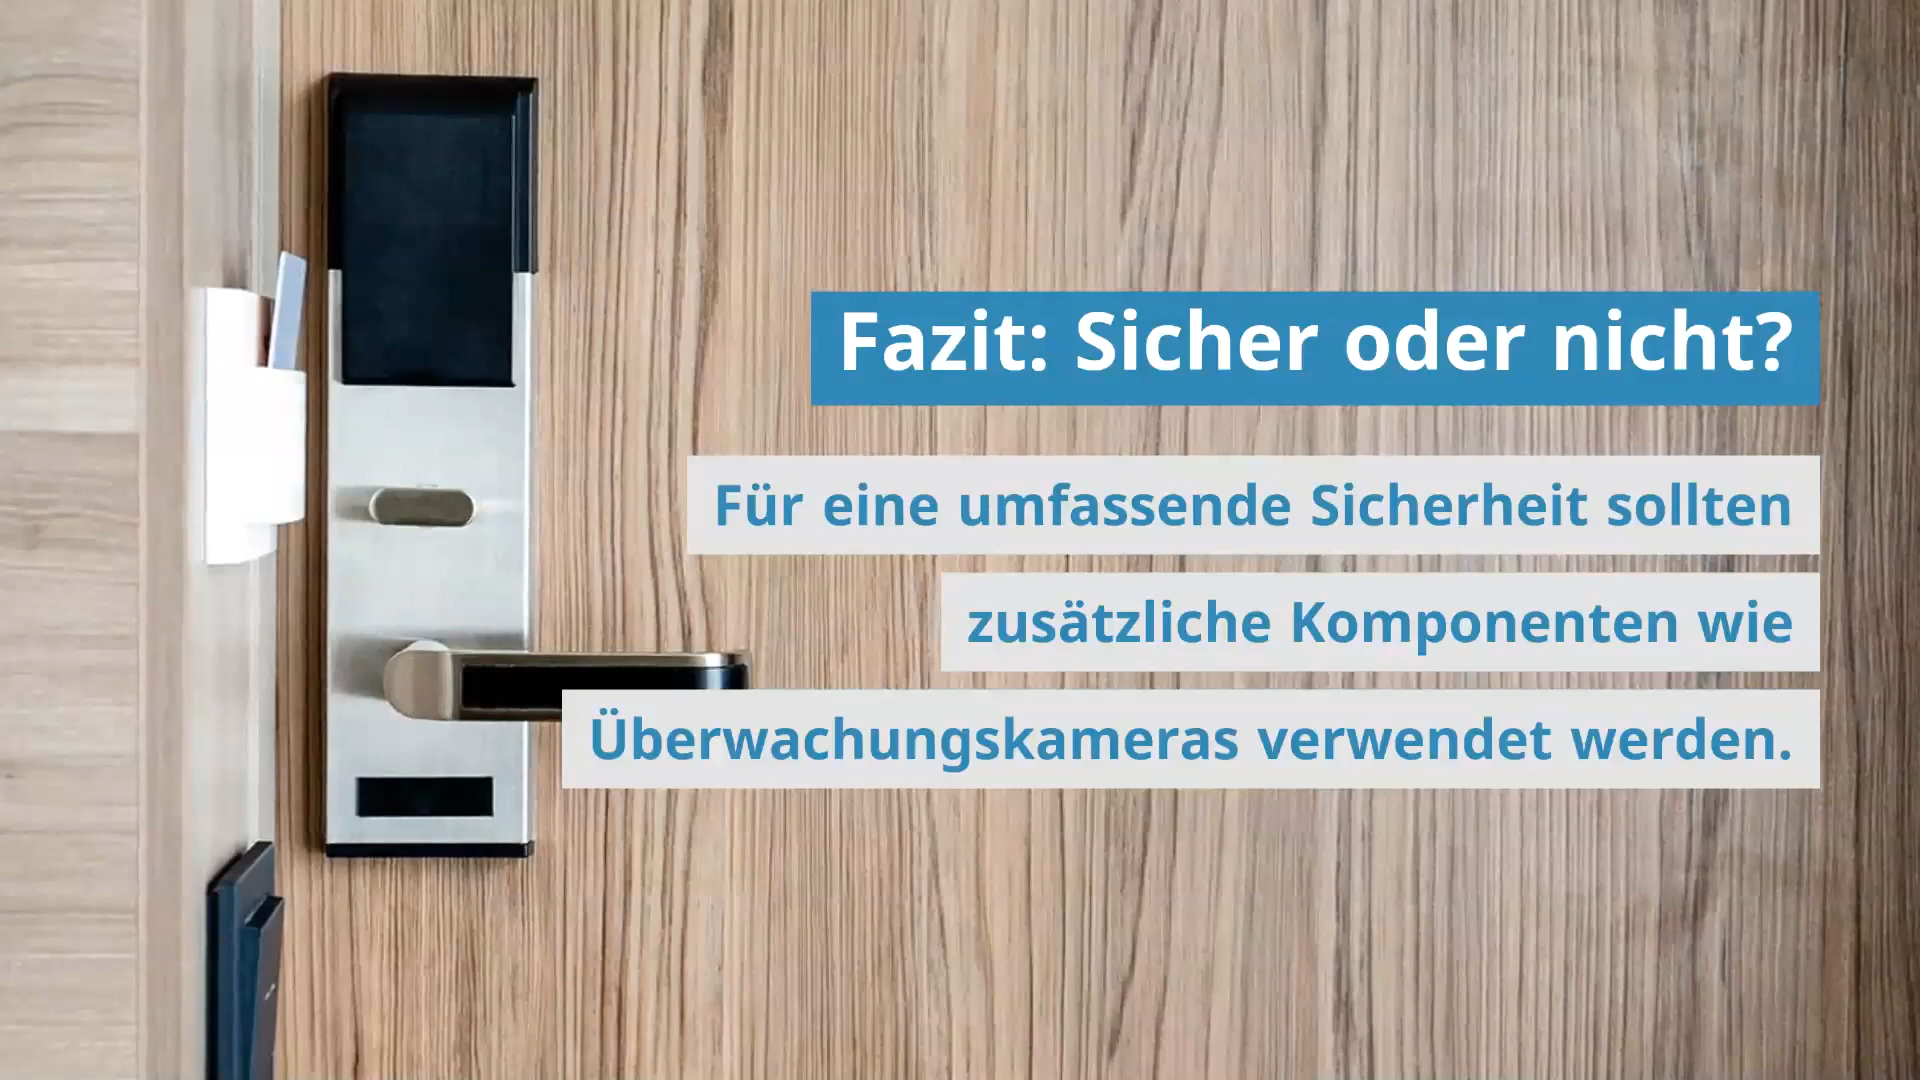 Fazit: Sicher oder nicht?
Für eine umfassende Sicherheit sollten
zusätzliche Komponenten wie
Überwachungskameras verwendet werden.